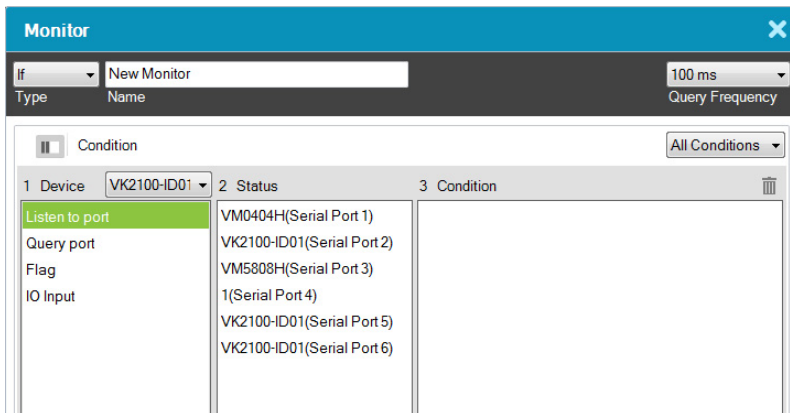 Monitor
If New Monitor 100 ms
Type Name Query Frequency
Condition All Conditions
1 Device VK2100-ID01 2 Status 3 Condition
Listen to port VM0404H(Serial Port 1)
Query port VK2100-ID01(Serial Port 2)
Flag VM5808H(Serial Port 3)
IO Input 1(Serial Port 4)
VK2100-ID01(Serial Port 5)
VK2100-ID01(Serial Port 6)